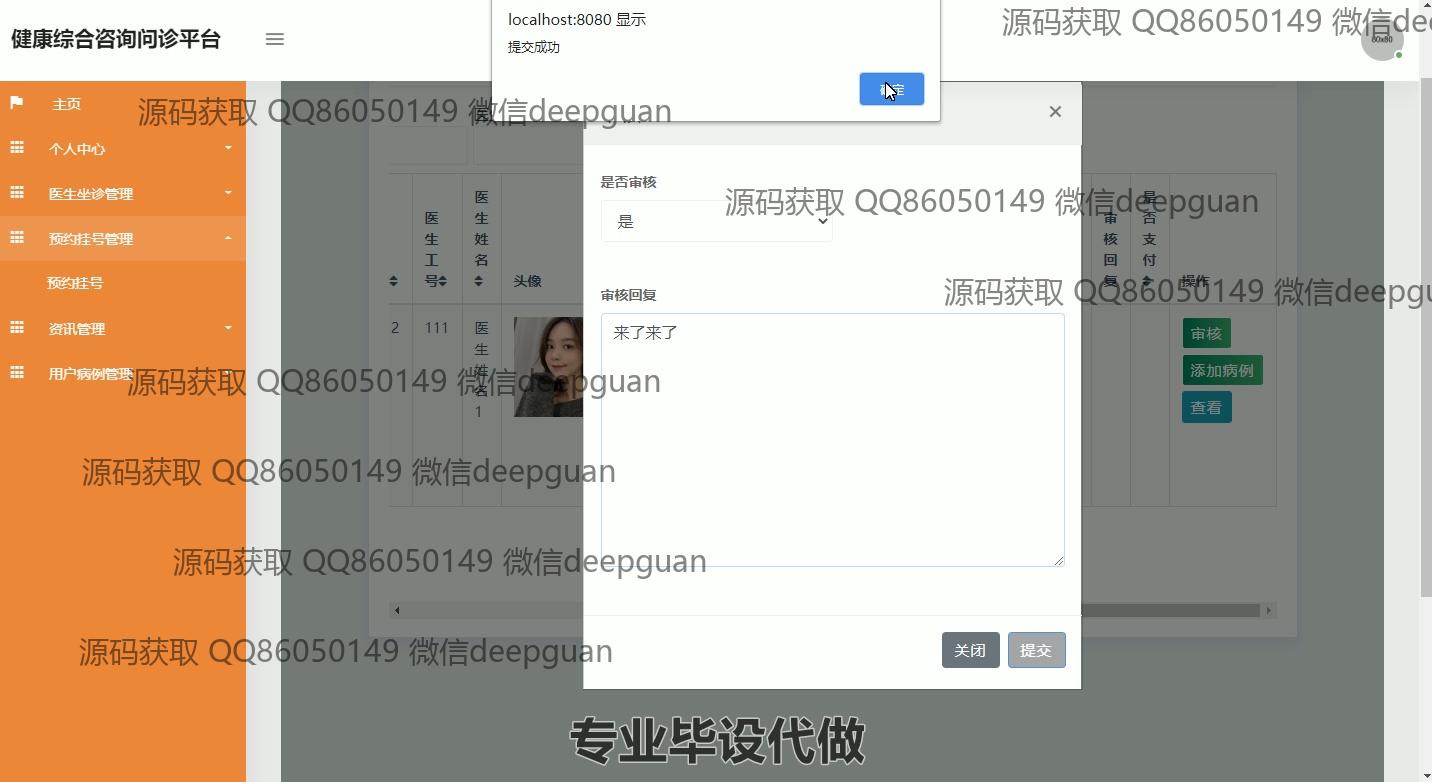 localhost:8080 显示
提交成功
确定
源码获取 QQ86050149 微信dee
健康综合咨询问诊平台
80x80
主页
源码获取 QQ86050149 微信deepguan
个人中心
医生坐诊管理
预约挂号管理
预约挂号
资讯管理
用户病例管理
是否审核
是
源码获取 QQ86050149 微信deepguan
医生工号
医生姓名
头像
审核回复
是否支付
操作
源码获取 QQ86050149 微信deepgu
审核回复
来了来了
2
111
医生姓名1
审核
添加病例
查看
源码获取 QQ86050149 微信deepguan
源码获取 QQ86050149 微信deepguan
源码获取 QQ86050149 微信deepguan
源码获取 QQ86050149 微信deepguan
关闭
提交
专业毕设代做